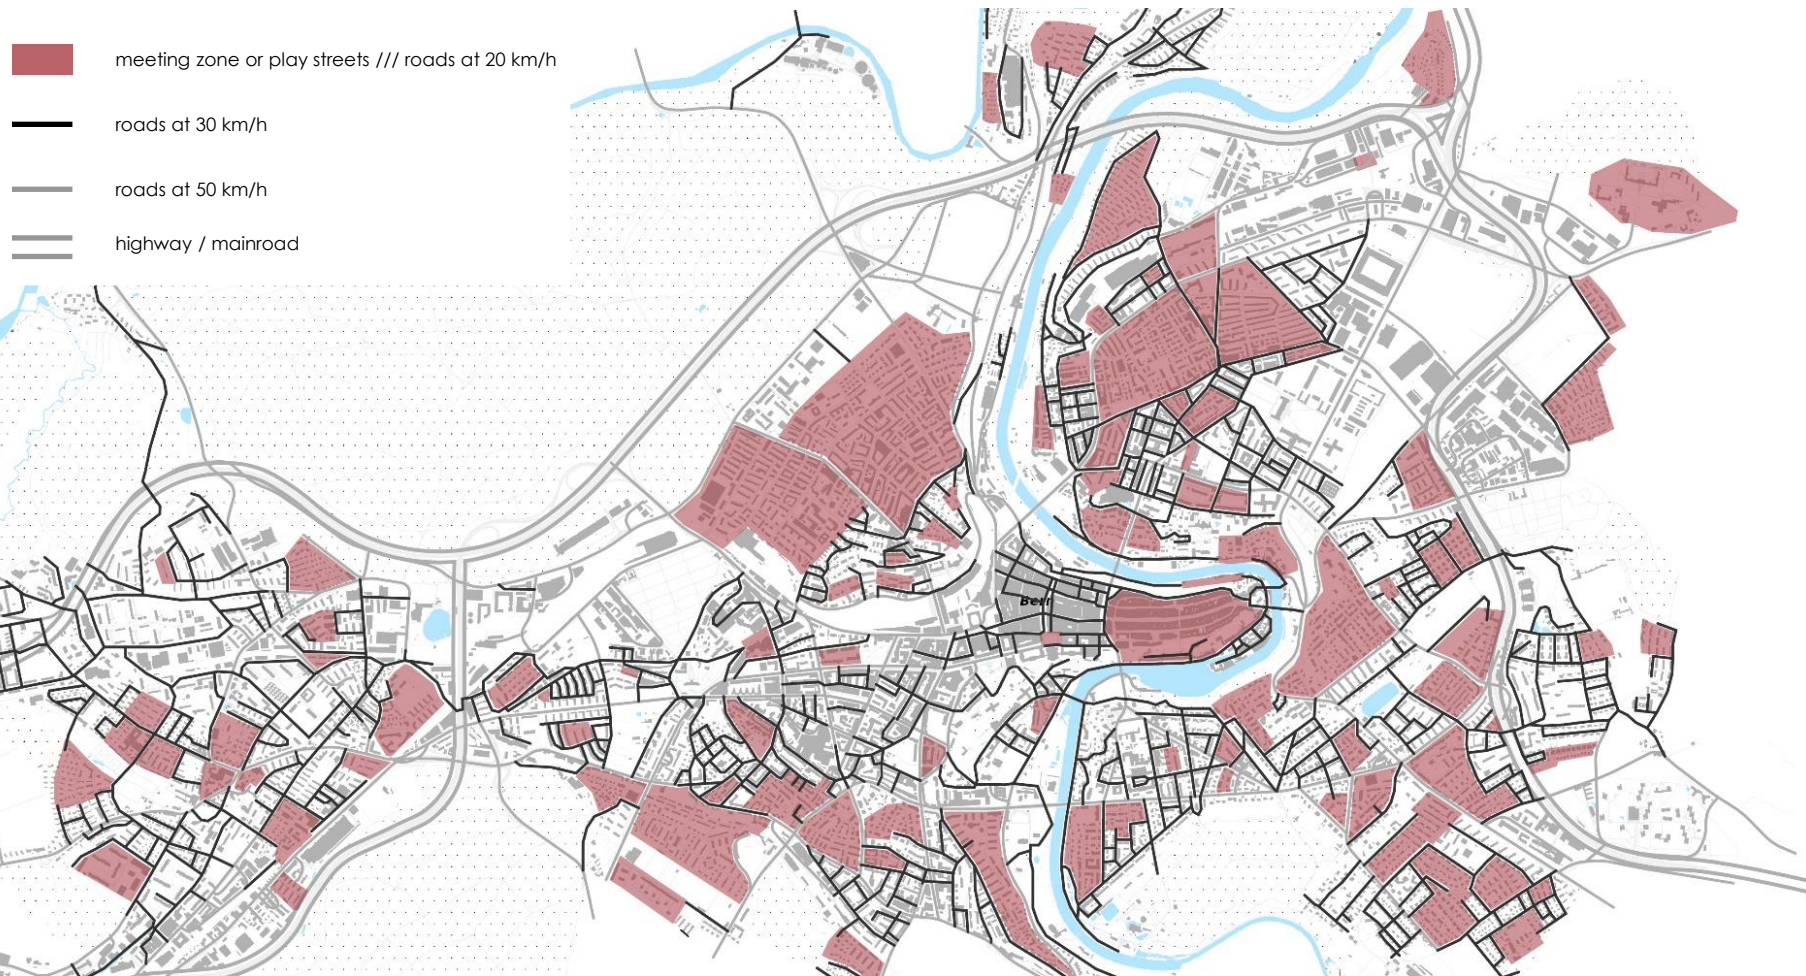 meeting zone or play streets /// roads at 20 km/h
roads at 30 km/h
roads at 50 km/h
highway / mainroad
Bern